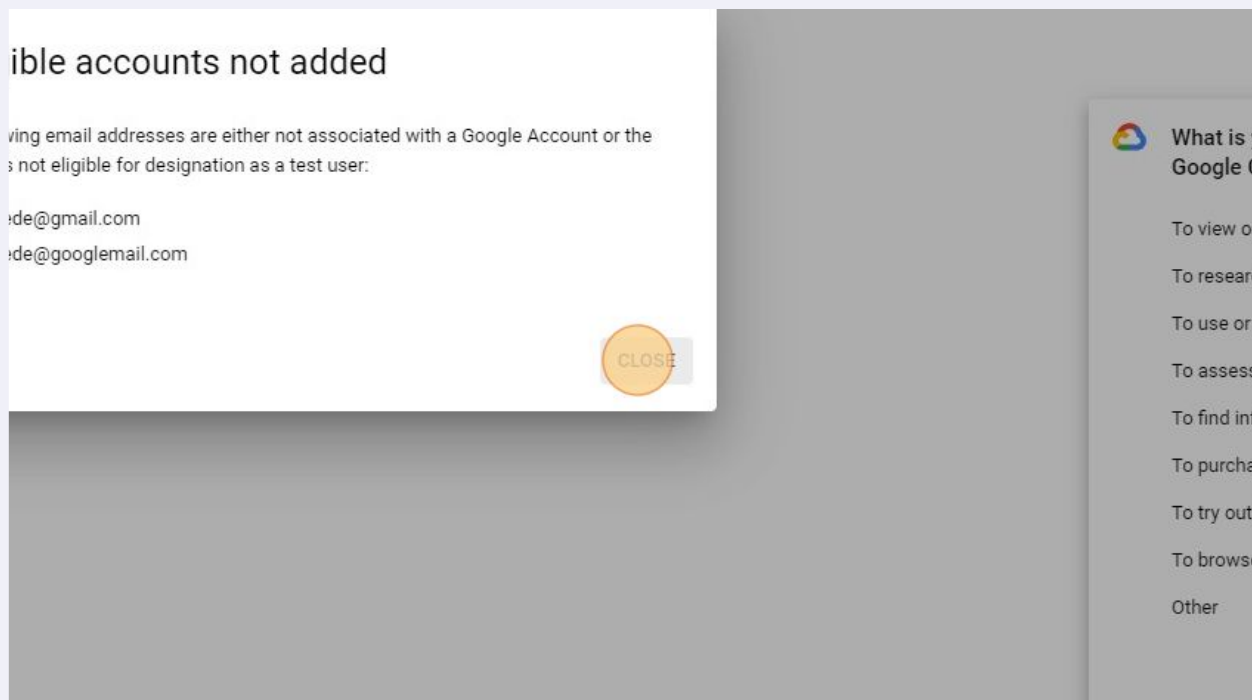 ible accounts not added
wing email addresses are either not associated with a Google Account or the
s not eligible for designation as a test user:
ede@gmail.com
ede@googlemail.com
CLOSE
What is
Google
To view o
To resear
To use or
To assess
To find in
To purcha
To try out
To browse
Other